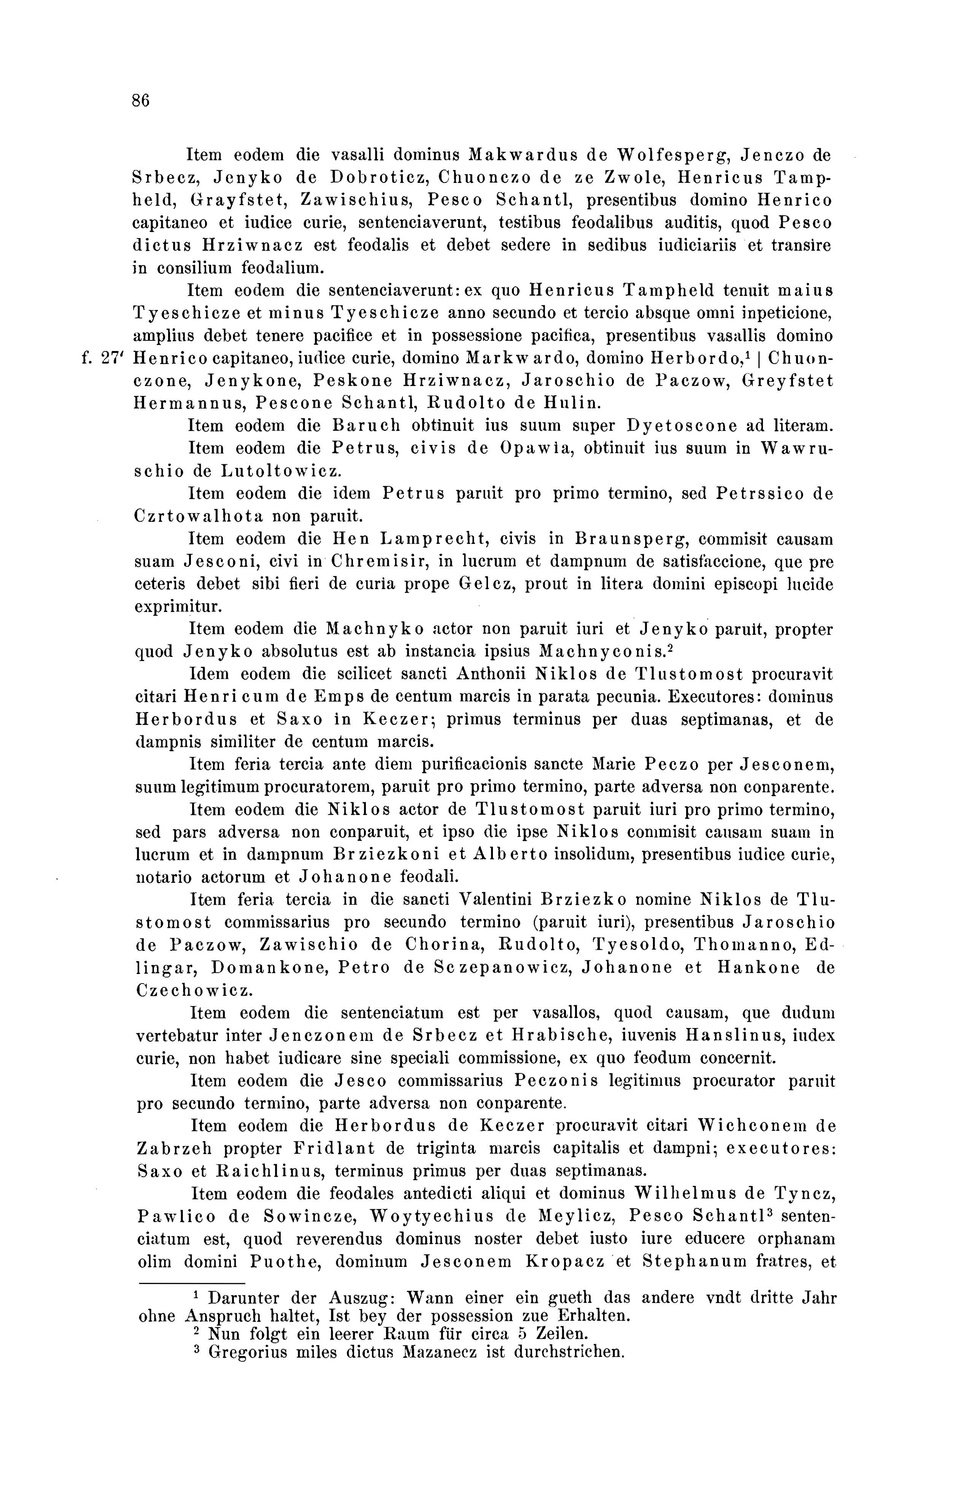 86
Item eodem die vasalli dominus Makwardus de Wolfesperg, Jenczo de
Srbecz, Jenyko de Dobroticz, Chuonczo de ze Zwole, Henricus Tamp-
held, Grayfstet, Zawischius, Pesco Schantl, presentibus domino Henrico
capitaneo et iudice curie, sentenciaverunt, testibus feodalibus auditis, quod Pesco
dictus Hrziwnacz est feodalis et debet sedere in sedibus iudiciariis et transire
in consilium feodalium.
Item eodem die sentenciaverunt: ex quo Henricus Tampheld tenuit maius
Tyeschicze et minus Tyeschicze anno secundo et tercio absque omni inpeticione,
amplius debet tenere pacifice et in possessione pacifica, presentibus vasallis domino
f. 27' Henrico capitaneo, iudice curie, domino Markwardo, domino Herbordo,¹ | Chuon-
czone, Jenykone, Peskone Hrziwnacz, Jaroschio de Paczow, Greyfstet
Hermannus, Pescone Schantl, Rudolto de Hulin.
Item eodem die Baruch obtinuit ius suum super Dyetoscone ad literam.
Item eodem die Petrus, civis de Opawia, obtinuit ius suum in Wawru-
schio de Lutoltowicz.
Item eodem die idem Petrus paruit pro primo termino, sed Petrssico de
Czrtowalhota non paruit.
Item eodem die Hen Lamprecht, civis in Braunsperg, commisit causam
suam Jesconi, civi in Chremisir, in lucrum et dampnum de satisfaccione, que pre
ceteris debet sibi fieri de curia prope Gelcz, prout in litera domini episcopi lucide
exprimitur.
Item eodem die Machnyko actor non paruit iuri et Jenyko paruit, propter
quod Jenyko absolutus est ab instancia ipsius Machnyconis.²
Idem eodem die scilicet sancti Anthonii Niklos de Tlustomost procuravit
citari Henricum de Emps de centum marcis in parata pecunia. Executores: dominus
Herbordus et Saxo in Keczer; primus terminus per duas septimanas, et de
dampnis similiter de centum marcis.
Item feria tercia ante diem purificacionis sancte Marie Peczo per Jesconem,
suum legitimum procuratorem, paruit pro primo termino, parte adversa non conparente.
Item eodem die Niklos actor de Tlustomost paruit iuri pro primo termino,
sed pars adversa non conparuit, et ipso die ipse Niklos commisit causam suam in
lucrum et in dampnum Brziezkoni et Alberto insolidum, presentibus iudice curie,
notario actorum et Johanone feodali.
Item feria tercia in die sancti Valentini Brziezko nomine Niklos de Tlu-
stomost commissarius pro secundo termino (paruit iuri), presentibus Jaroschio
de Paczow, Zawischio de Chorina, Rudolto, Tyesoldo, Thomanno, Ed-
lingar, Domankone, Petro de Sczepanowicz, Johanone et Hankone de
Czechowicz.
Item eodem die sentenciatum est per vasallos, quod causam, que dudum
vertebatur inter Jenczonem de Srbecz et Hrabische, iuvenis Hanslinus, iudex
curie, non habet iudicare sine speciali commissione, ex quo feodum concernit.
Item eodem die Jesco commissarius Peczonis legitimus procurator paruit
pro secundo termino, parte adversa non conparente.
Item eodem die Herbordus de Keczer procuravit citari Wichconem de
Zabrzeh propter Fridlant de triginta marcis capitalis et dampni; executores:
Saxo et Raichlinus, terminus primus per duas septimanas.
Item eodem die feodales antedicti aliqui et dominus Wilhelmus de Tyncz,
Pawlico de Sowincze, Woytyechius de Meylicz, Pesco Schantl³ senten-
ciatum est, quod reverendus dominus noster debet iusto iure educere orphanam
olim domini Puothe, dominum Jesconem Kropacz et Stephanum fratres, et
¹ Darunter der Auszug: Wann einer ein gueth das andere vndt dritte Jahr
ohne Anspruch haltet, Ist bey der possession zue Erhalten.
² Nun folgt ein leerer Raum für circa 5 Zeilen.
³ Gregorius miles dictus Mazanecz ist durchstrichen.